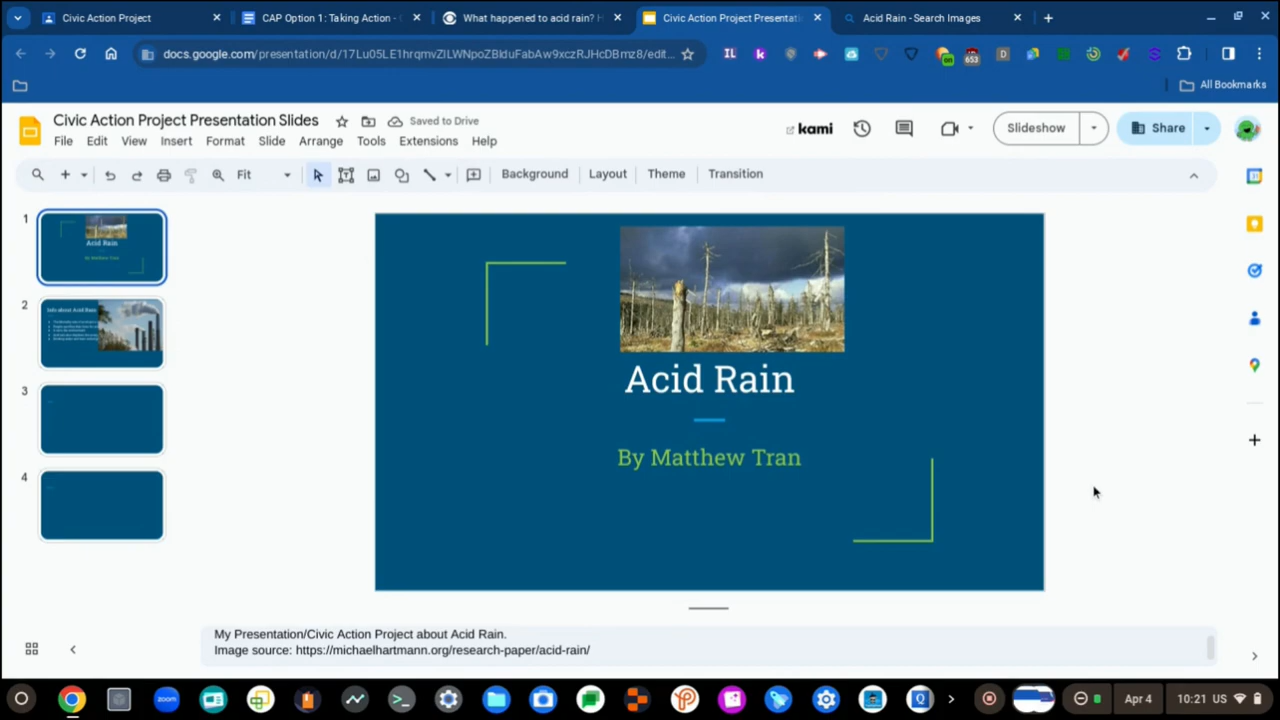 Civic Action Project
CAP Option 1: Taking Action -
What happened to acid rain?
Civic Action Project Presentati
Acid Rain - Search Images
docs.google.com/presentation/d/17Lu05LE1hrqmvZILWNpoZBlduFabAw9xczRJHcDBmz8/edit...
IL
k
on
653
D
All Bookmarks
Civic Action Project Presentation Slides
Saved to Drive
File Edit View Insert Format Slide Arrange Tools Extensions Help
kami
Slideshow
Share
Fit
Background Layout Theme Transition
1
Acid Rain
By Matthew Tran
2
Info about Acid Rain
3
4
Acid Rain
By Matthew Tran
My Presentation/Civic Action Project about Acid Rain.
Image source: https://michaelhartmann.org/research-paper/acid-rain/
zoom
Apr 4
10:21 US